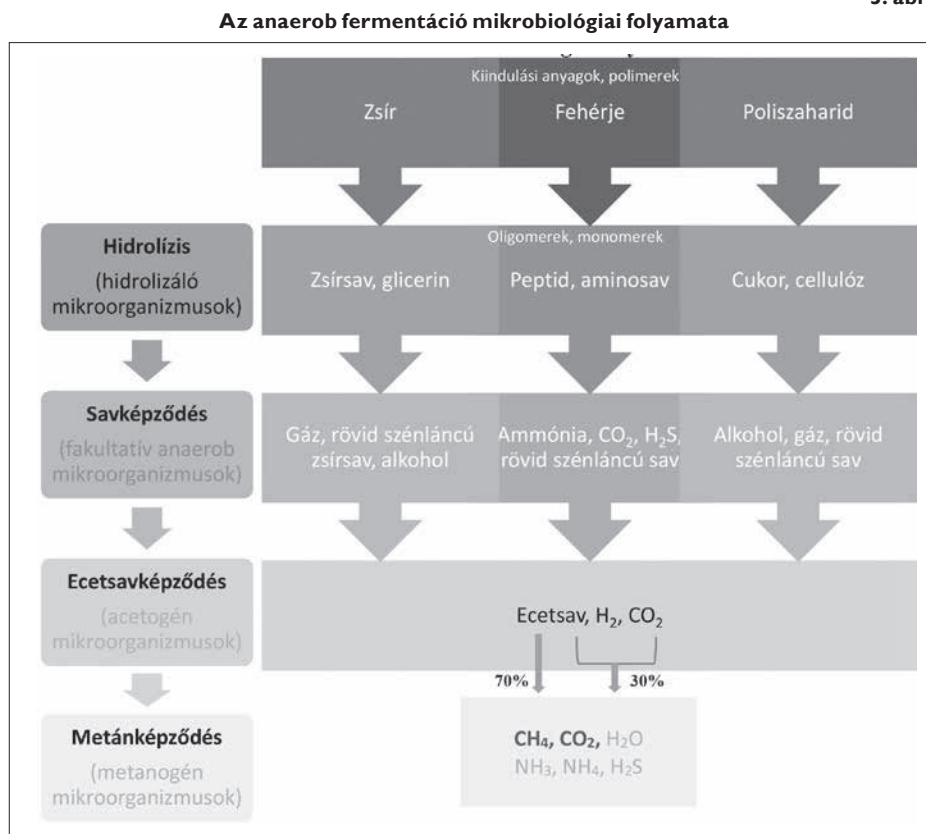 Az anaerob fermentáció mikrobiológiai folyamata
Kiindulási anyagok, polimerek
Zsír
Fehérje
Poliszaharid
Hidrolízis
(hidrolizáló
mikroorganizmusok)
Oligomerek, monomerek
Zsírsav, glicerin
Peptid, aminosav
Cukor, cellulóz
Savképződés
(fakultatív anaerob
mikroorganizmusok)
Gáz, rövid szénláncú
zsírsav, alkohol
Ammónia, CO₂, H₂S,
rövid szénláncú sav
Alkohol, gáz, rövid
szénláncú sav
Ecetsavképződés
(acetogén
mikroorganizmusok)
Ecetsav, H₂, CO₂
70%
30%
Metánképződés
(metanogén
mikroorganizmusok)
CH₄, CO₂, H₂O
NH₃, NH₄, H₂S